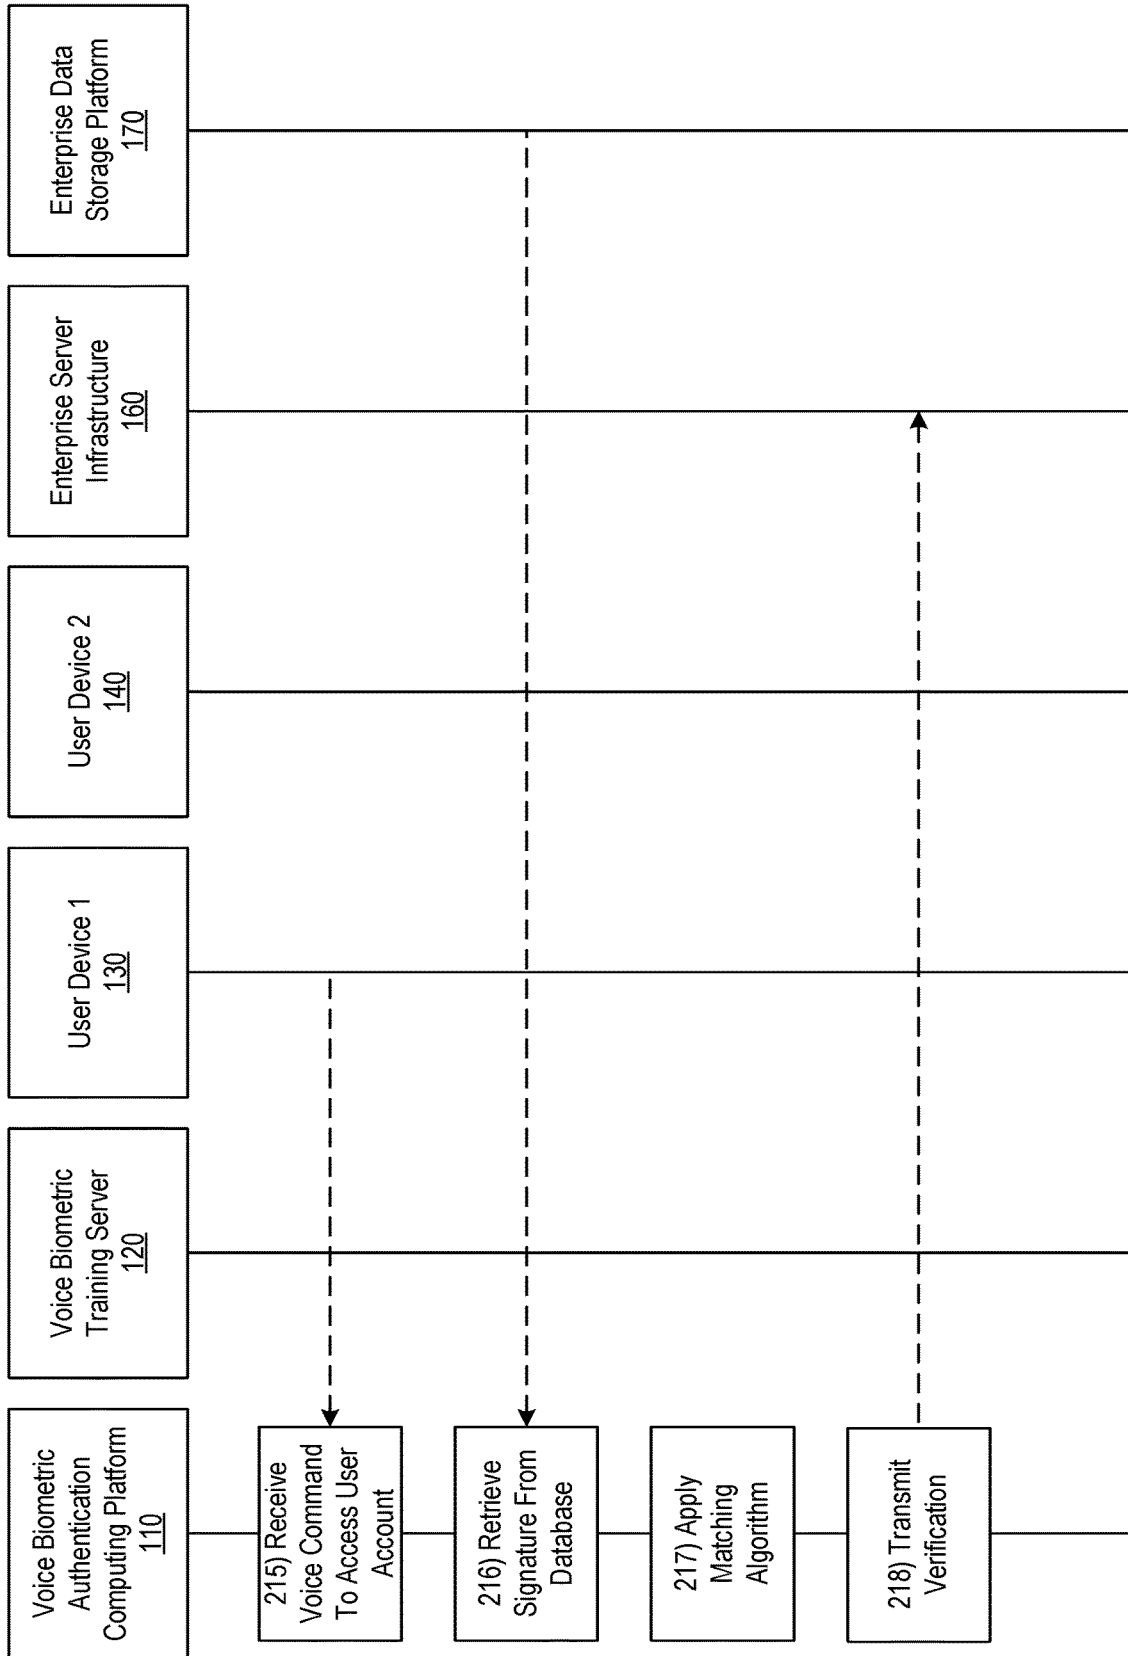 Voice Biometric
Authentication
Computing Platform
110
Voice Biometric
Training Server
120
User Device 1
130
User Device 2
140
Enterprise Server
Infrastructure
160
Enterprise Data
Storage Platform
170
215) Receive
Voice Command
To Access User
Account
216) Retrieve
Signature From
Database
217) Apply
Matching
Algorithm
218) Transmit
Verification